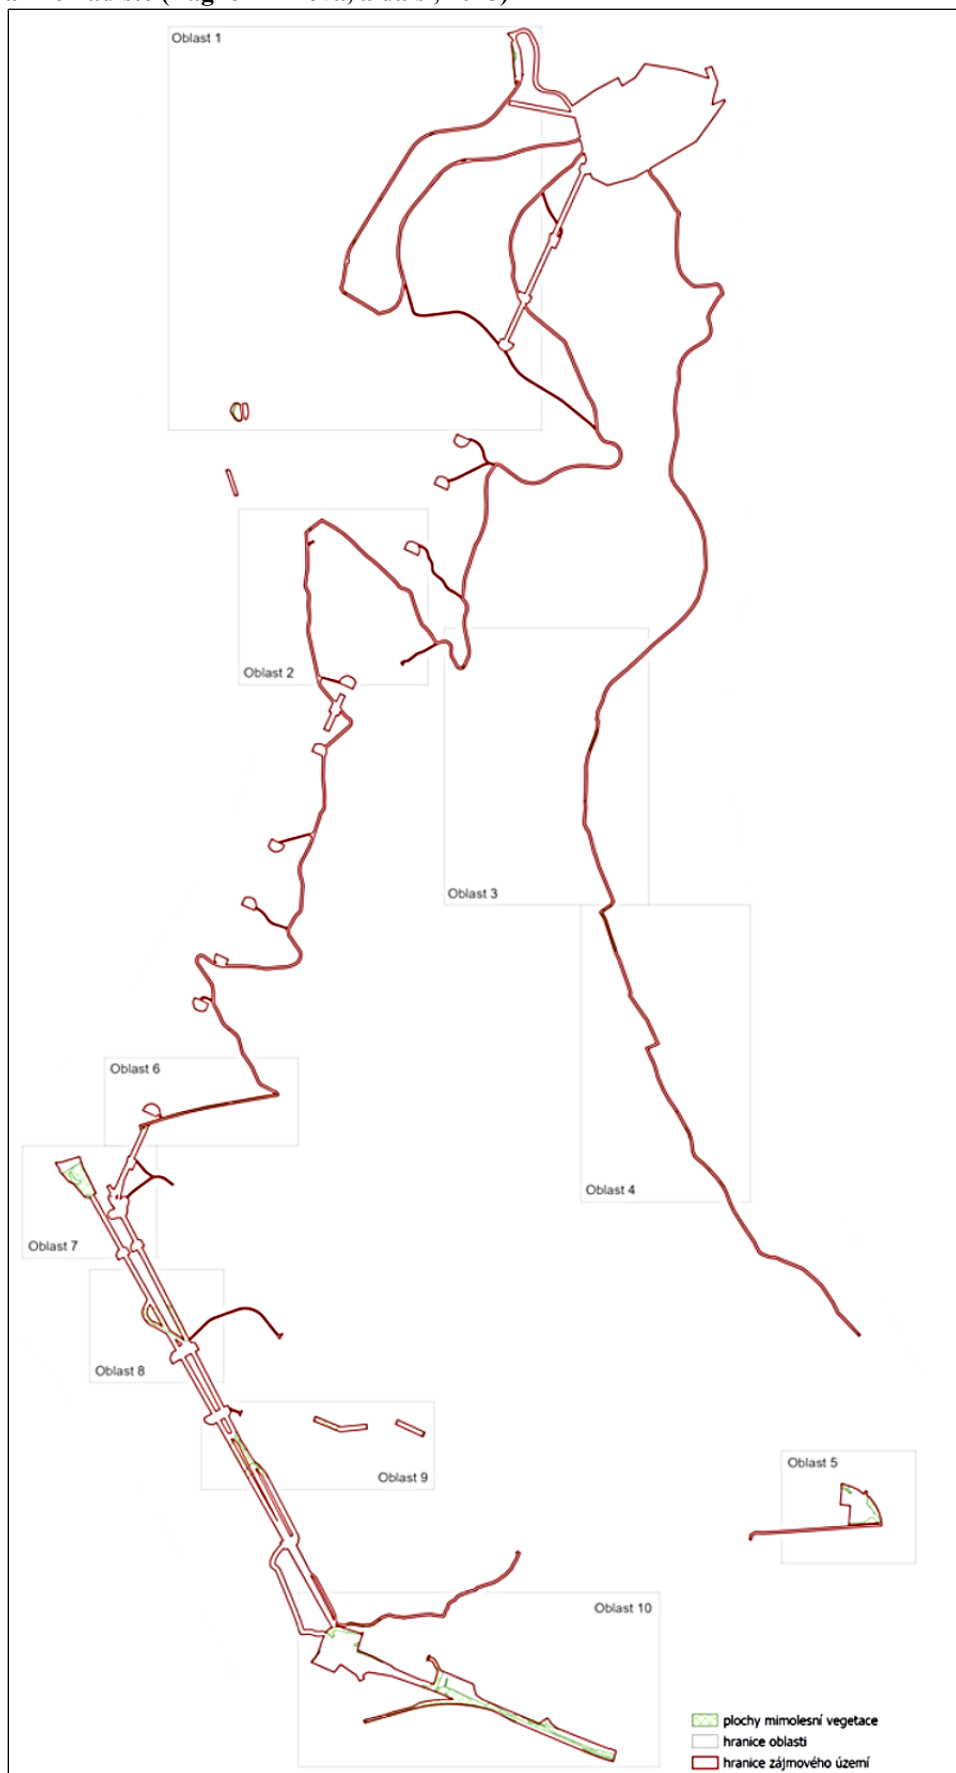 Oblast 1
Oblast 2
Oblast 3
Oblast 6
Oblast 4
Oblast 7
Oblast 8
Oblast 9
Oblast 5
Oblast 10
plochy mimolesní vegetace
hranice oblasti
hranice zájmového území